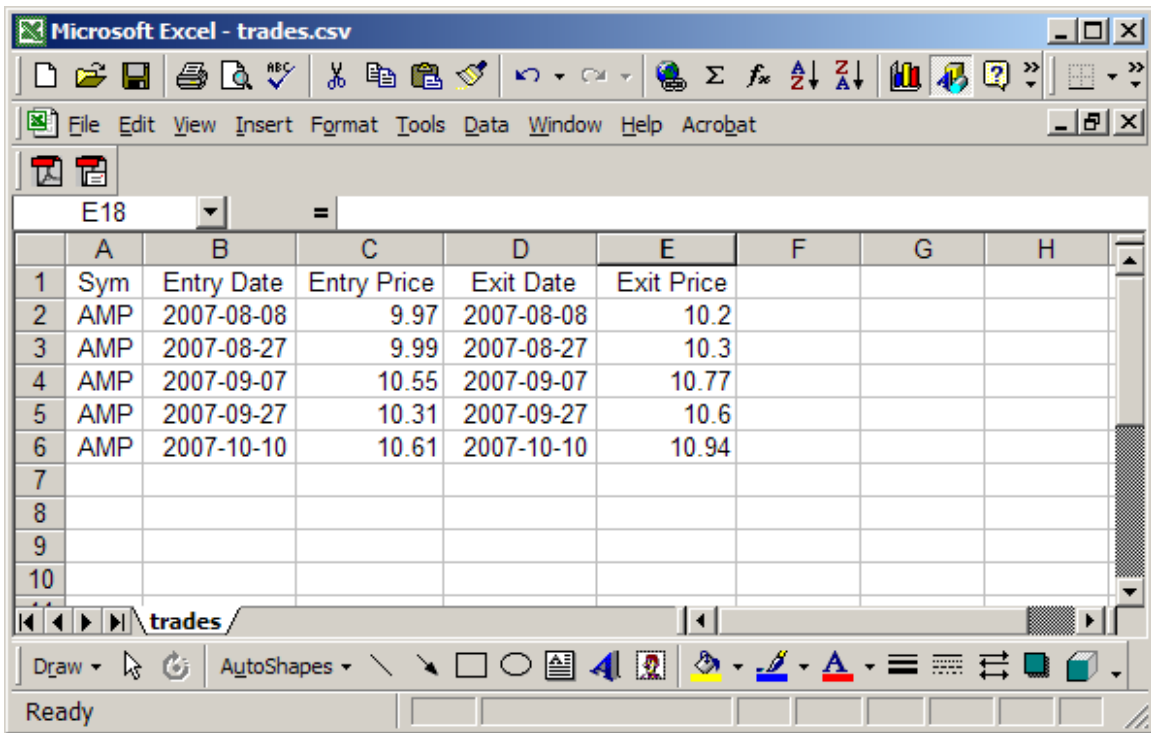 Microsoft Excel - trades.csv
ABC Σ fx A Z Z A ? »  »
File Edit View Insert Format Tools Data Window Help Acrobat
E18 =
A B C D E F G H
1 Sym Entry Date Entry Price Exit Date Exit Price
2 AMP 2007-08-08 9.97 2007-08-08 10.2
3 AMP 2007-08-27 9.99 2007-08-27 10.3
4 AMP 2007-09-07 10.55 2007-09-07 10.77
5 AMP 2007-09-27 10.31 2007-09-27 10.6
6 AMP 2007-10-10 10.61 2007-10-10 10.94
7
8
9
10
trades
Draw AutoShapes A A
Ready